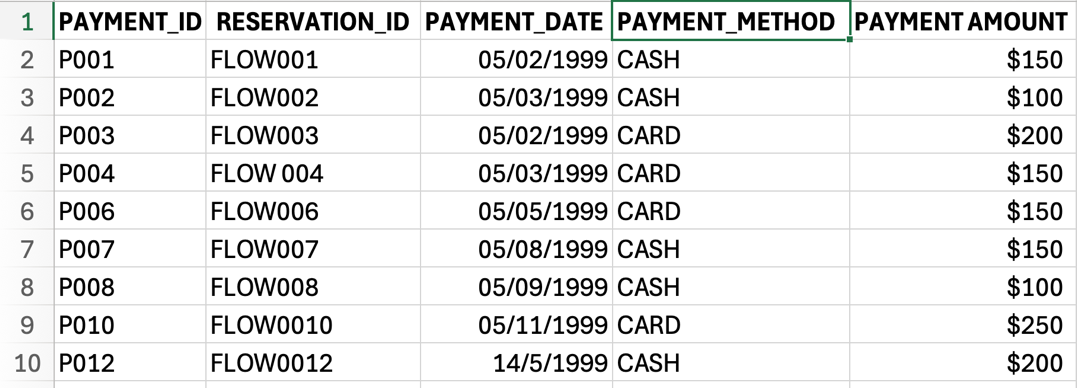 1 PAYMENT_ID RESERVATION_ID PAYMENT_DATE PAYMENT_METHOD PAYMENT AMOUNT
2 P001 FLOW001 05/02/1999 CASH $150
3 P002 FLOW002 05/03/1999 CASH $100
4 P003 FLOW003 05/02/1999 CARD $200
5 P004 FLOW 004 05/03/1999 CARD $150
6 P006 FLOW006 05/05/1999 CARD $150
7 P007 FLOW007 05/08/1999 CASH $150
8 P008 FLOW008 05/09/1999 CASH $100
9 P010 FLOW0010 05/11/1999 CARD $250
10 P012 FLOW0012 14/5/1999 CASH $200